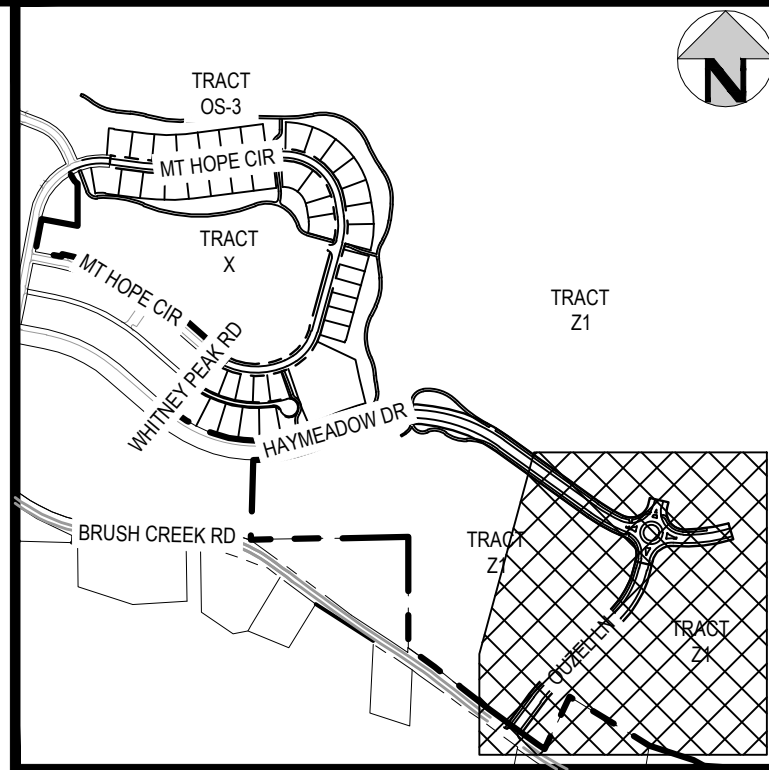 N
TRACT
OS-3
MT HOPE CIR
TRACT
X
MT HOPE CIR
TRACT
Z1
WHITNEY PEAK RD
HAYMEADOW DR
BRUSH CREEK RD
TRACT
Z1
OUZEL LN
TRACT
Z1